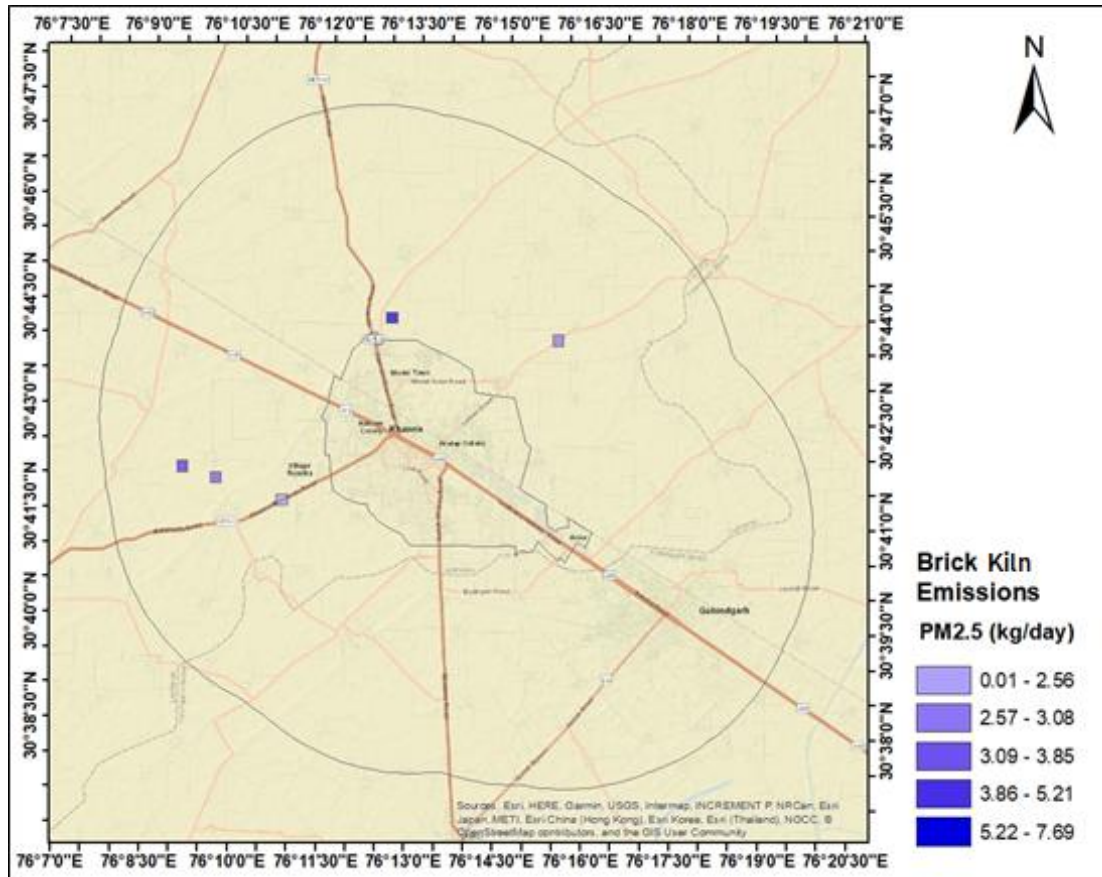 76°7'30"E 76°9'0"E 76°10'30"E 76°12'0"E 76°13'30"E 76°15'0"E 76°16'30"E 76°18'0"E 76°19'30"E 76°21'0"E
N
30°47'30"N
30°46'0"N
30°44'30"N
30°43'0"N
30°41'30"N
30°40'0"N
30°38'30"N
30°47'0"N
30°45'30"N
30°44'0"N
30°42'30"N
30°41'0"N
30°39'30"N
30°38'0"N
Model Town
Khanna
Village
Gobindgarh
Brick Kiln
Emissions
PM2.5 (kg/day)
0.01 - 2.56
2.57 - 3.08
3.09 - 3.85
3.86 - 5.21
5.22 - 7.69
Sources: Esri, HERE, Garmin, USGS, Intermap, INCREMENT P, NRCan, Esri
Japan, METI, Esri China (Hong Kong), Esri Korea, Esri (Thailand), NGCC, ©
OpenStreetMap contributors, and the GIS User Community
76°7'0"E 76°8'30"E 76°10'0"E 76°11'30"E 76°13'0"E 76°14'30"E 76°16'0"E 76°17'30"E 76°19'0"E 76°20'30"E